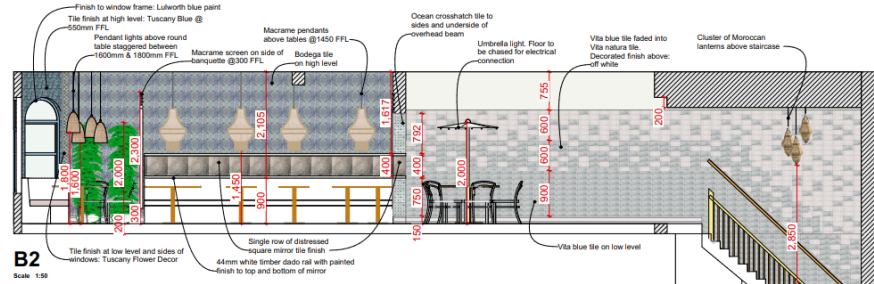 Finish to window frame: Lulworth blue paint
Tile finish at high level: Tuscany Blue @
550mm FFL
Pendant lights above round
table staggered between
1600mm & 1800mm FFL
Macrame screen on side of
banquette @300 FFL
Macrame pendants
above tables @1450 FFL
Bodega tile
on high level
Ocean crosshatch tile to
sides and underside of
overhead beam
Umbrella light. Floor to
be chased for electrical
connection
Vita blue tile faded into
Vita natura tile.
Decorated finish above:
off white
Cluster of Moroccan
lanterns above staircase
1,800
1,600
2,000
200
2,300
300
1,450
2,105
900
1,617
400
792
400
750
150
2,000
755
600
600
900
200
2,850
Tile finish at low level and sides of
windows: Tuscany Flower Decor
Single row of distressed
square mirror tile finish
44mm white timber dado rail with painted
finish to top and bottom of mirror
Vita blue tile on low level
B2
Scale 1:50